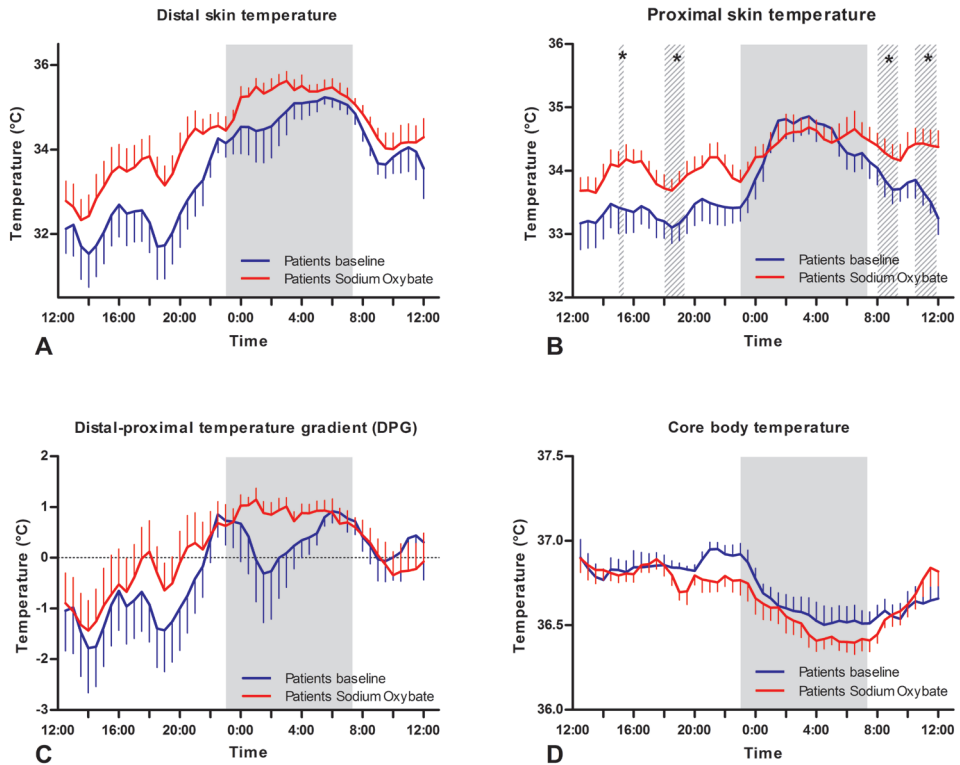 Distal skin temperature
Temperature (°C)
36
34
32
12:00 16:00 20:00 0:00 4:00 8:00 12:00
Time
Patients baseline
Patients Sodium Oxybate
A
Proximal skin temperature
Temperature (°C)
36
35
34
33
32
* * * *
12:00 16:00 20:00 0:00 4:00 8:00 12:00
Time
Patients baseline
Patients Sodium Oxybate
B
Distal-proximal temperature gradient (DPG)
Temperature (°C)
2
1
0
-1
-2
-3
12:00 16:00 20:00 0:00 4:00 8:00 12:00
Time
Patients baseline
Patients Sodium Oxybate
C
Core body temperature
Temperature (°C)
37.5
37.0
36.5
36.0
12:00 16:00 20:00 0:00 4:00 8:00 12:00
Time
Patients baseline
Patients Sodium Oxybate
D